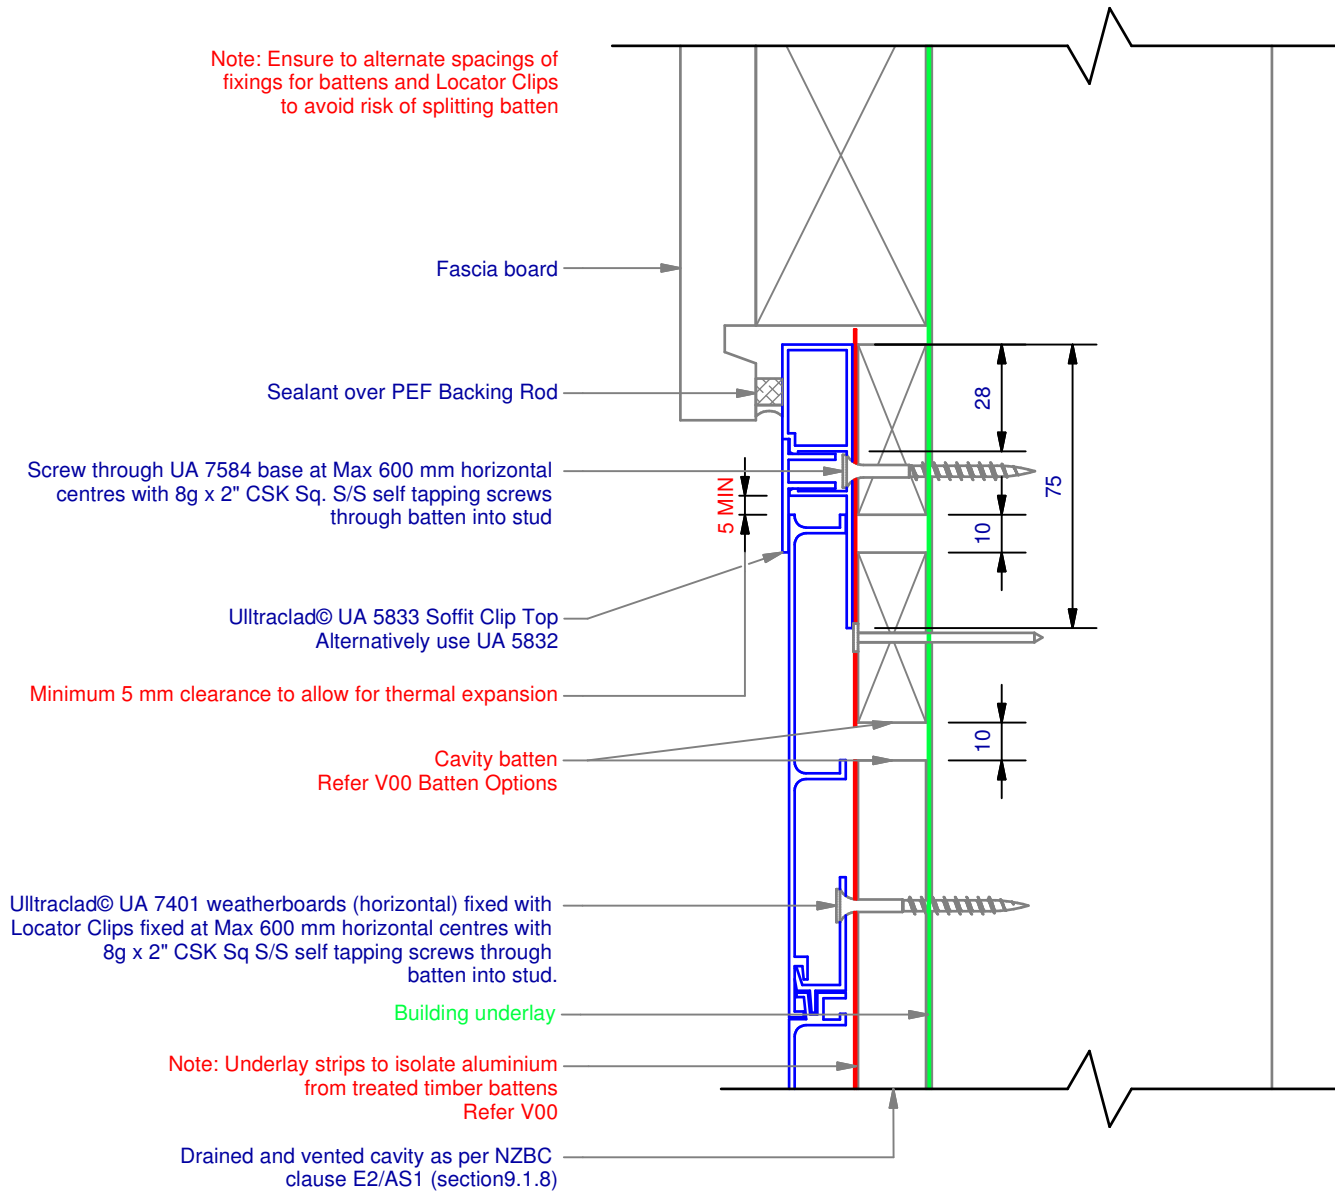 Note: Ensure to alternate spacings of
fixings for battens and Locator Clips
to avoid risk of splitting batten
Fascia board
Sealant over PEF Backing Rod
28
Screw through UA 7584 base at Max 600 mm horizontal
centres with 8g x 2" CSK Sq. S/S self tapping screws
through batten into stud
5 MIN
75
10
Ulltraclad© UA 5833 Soffit Clip Top
Alternatively use UA 5832
Minimum 5 mm clearance to allow for thermal expansion
10
Cavity batten
Refer V00 Batten Options
Ulltraclad© UA 7401 weatherboards (horizontal) fixed with
Locator Clips fixed at Max 600 mm horizontal centres with
8g x 2" CSK Sq S/S self tapping screws through
batten into stud.
Building underlay
Note: Underlay strips to isolate aluminium
from treated timber battens
Refer V00
Drained and vented cavity as per NZBC
clause E2/AS1 (section9.1.8)